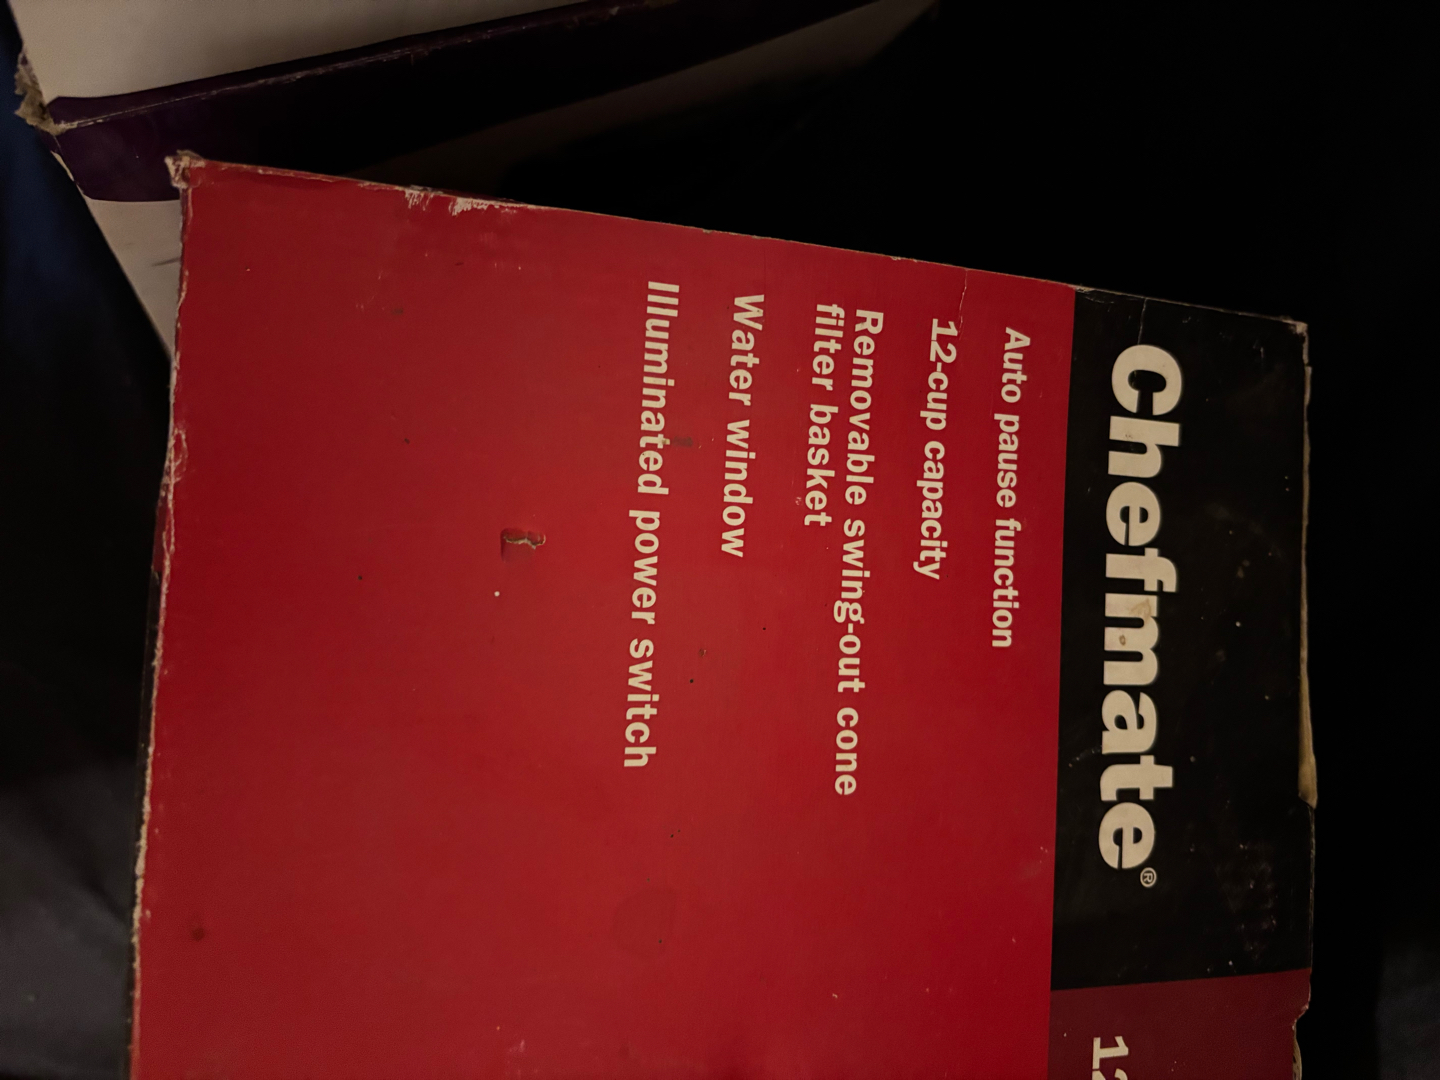 Chefmate®
Auto pause function
12-cup capacity
Removable swing-out cone
filter basket
Water window
Illuminated power switch